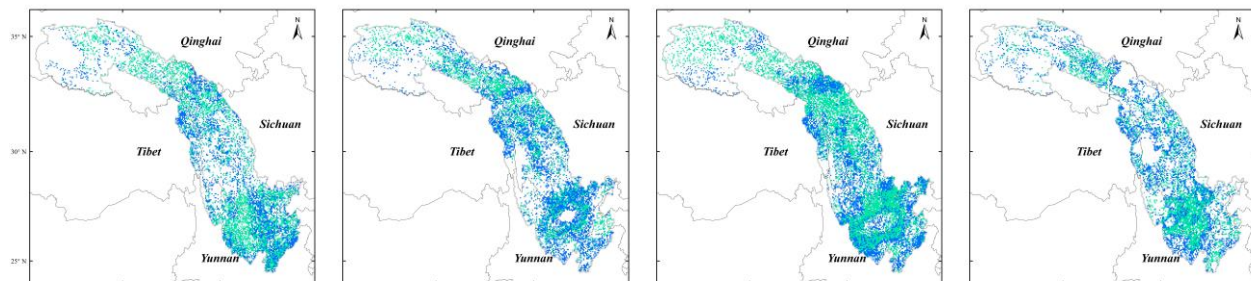 N N N N
35° N Qinghai Qinghai Qinghai Qinghai
Sichuan Sichuan Sichuan Sichuan
30° N Tibet Tibet Tibet Tibet
Yunnan Yunnan Yunnan Yunnan
25° N